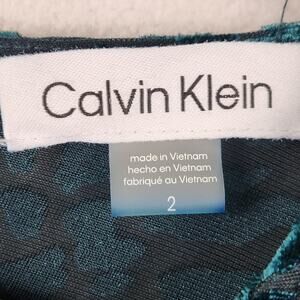 Calvin Klein
made in Vietnam
hecho en Vietnam
fabriqué au Vietnam
2